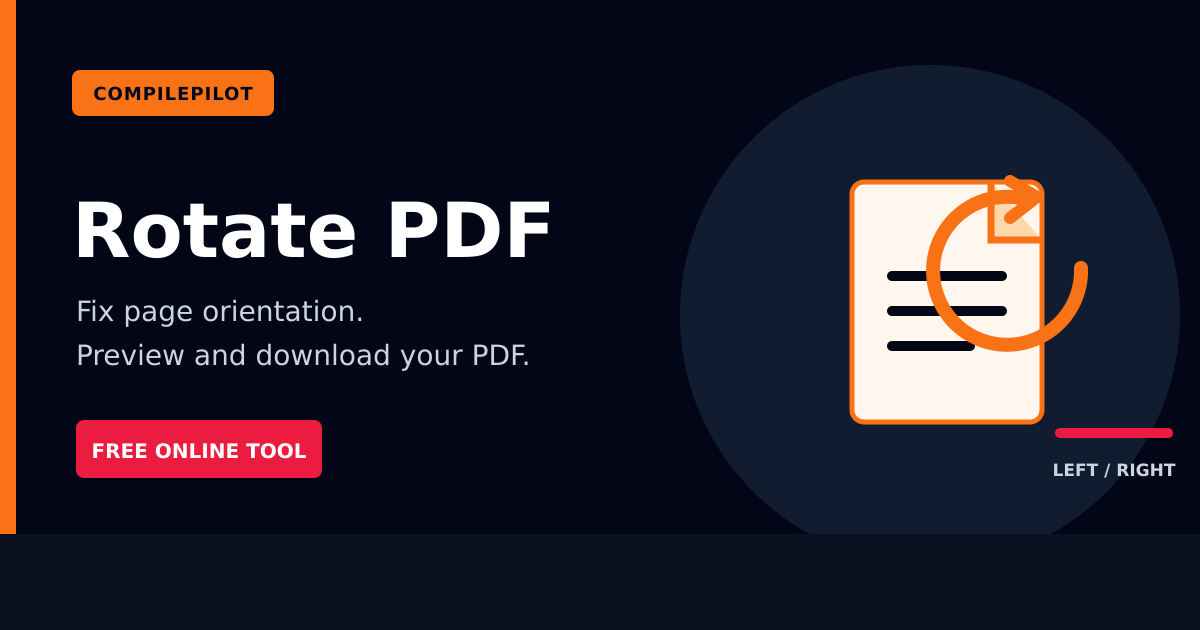 COMPILEPILOT
Rotate PDF
Fix page orientation.
Preview and download your PDF.
FREE ONLINE TOOL
LEFT / RIGHT